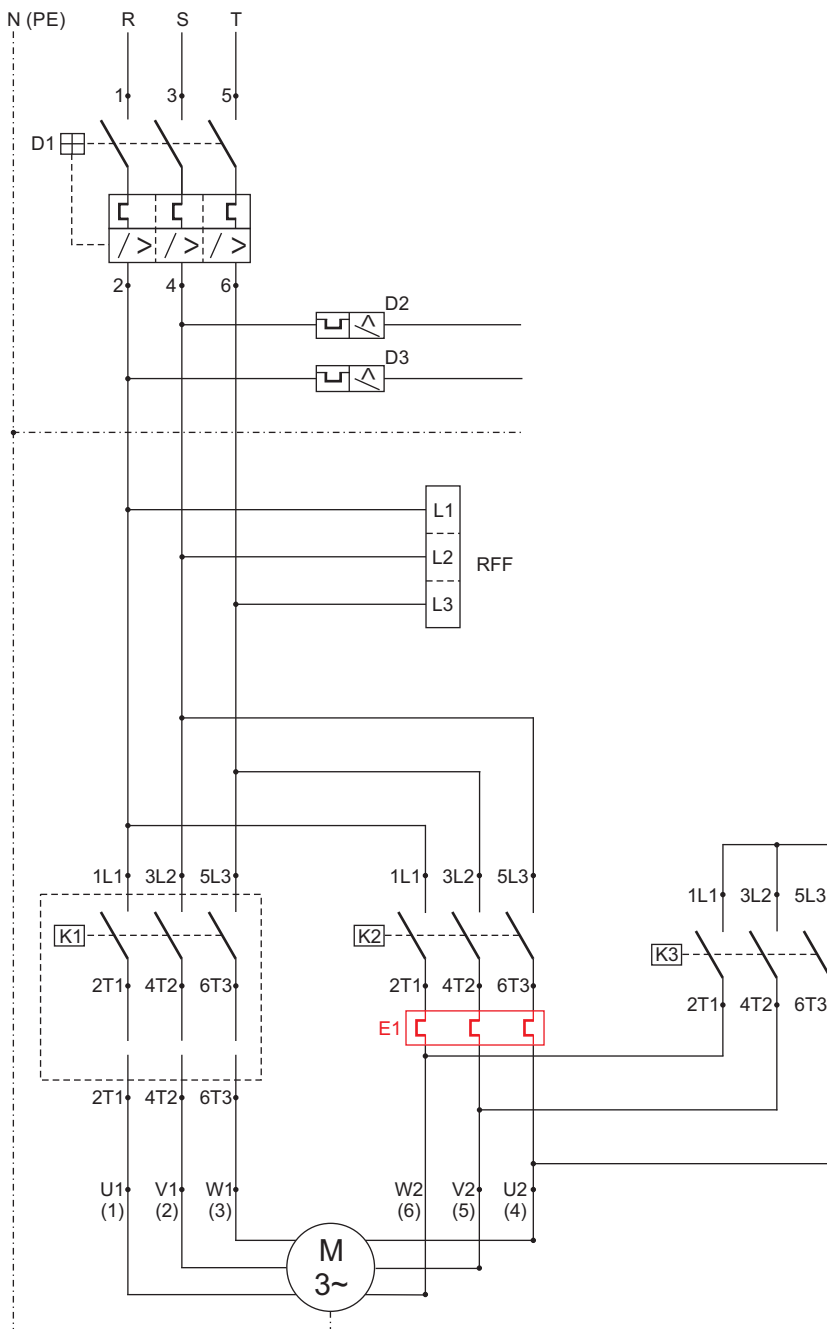 N (PE) R S T
1 3 5
D1
/ > / > / >
2 4 6
D2
D3
L1
L2 RFF
L3
1L1 3L2 5L3 1L1 3L2 5L3
1L1 3L2 5L3
K1 K2
K3
2T1 4T2 6T3 2T1 4T2 6T3
2T1 4T2 6T3
E1
2T1 4T2 6T3
U1 V1 W1 W2 V2 U2
(1) (2) (3) (6) (5) (4)
M
3~